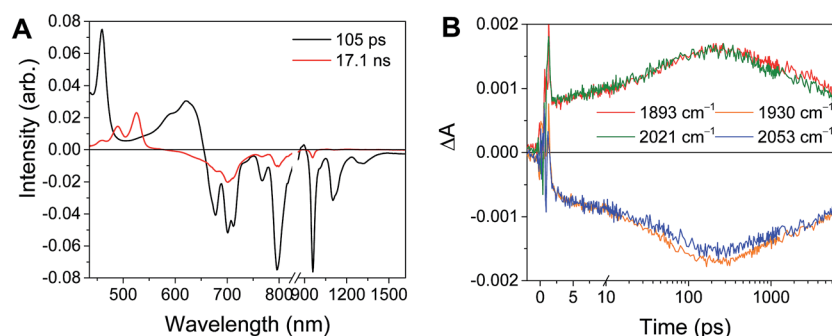 A
B
0.08
0.06
0.04
0.02
0.00
-0.02
-0.04
-0.06
-0.08
Intensity (arb.)
105 ps
17.1 ns
500
600
700
800
900
1200
1500
Wavelength (nm)
0.002
0.001
0.000
-0.001
-0.002
ΔA
1893 cm⁻¹
1930 cm⁻¹
2021 cm⁻¹
2053 cm⁻¹
0
5
10
100
1000
Time (ps)